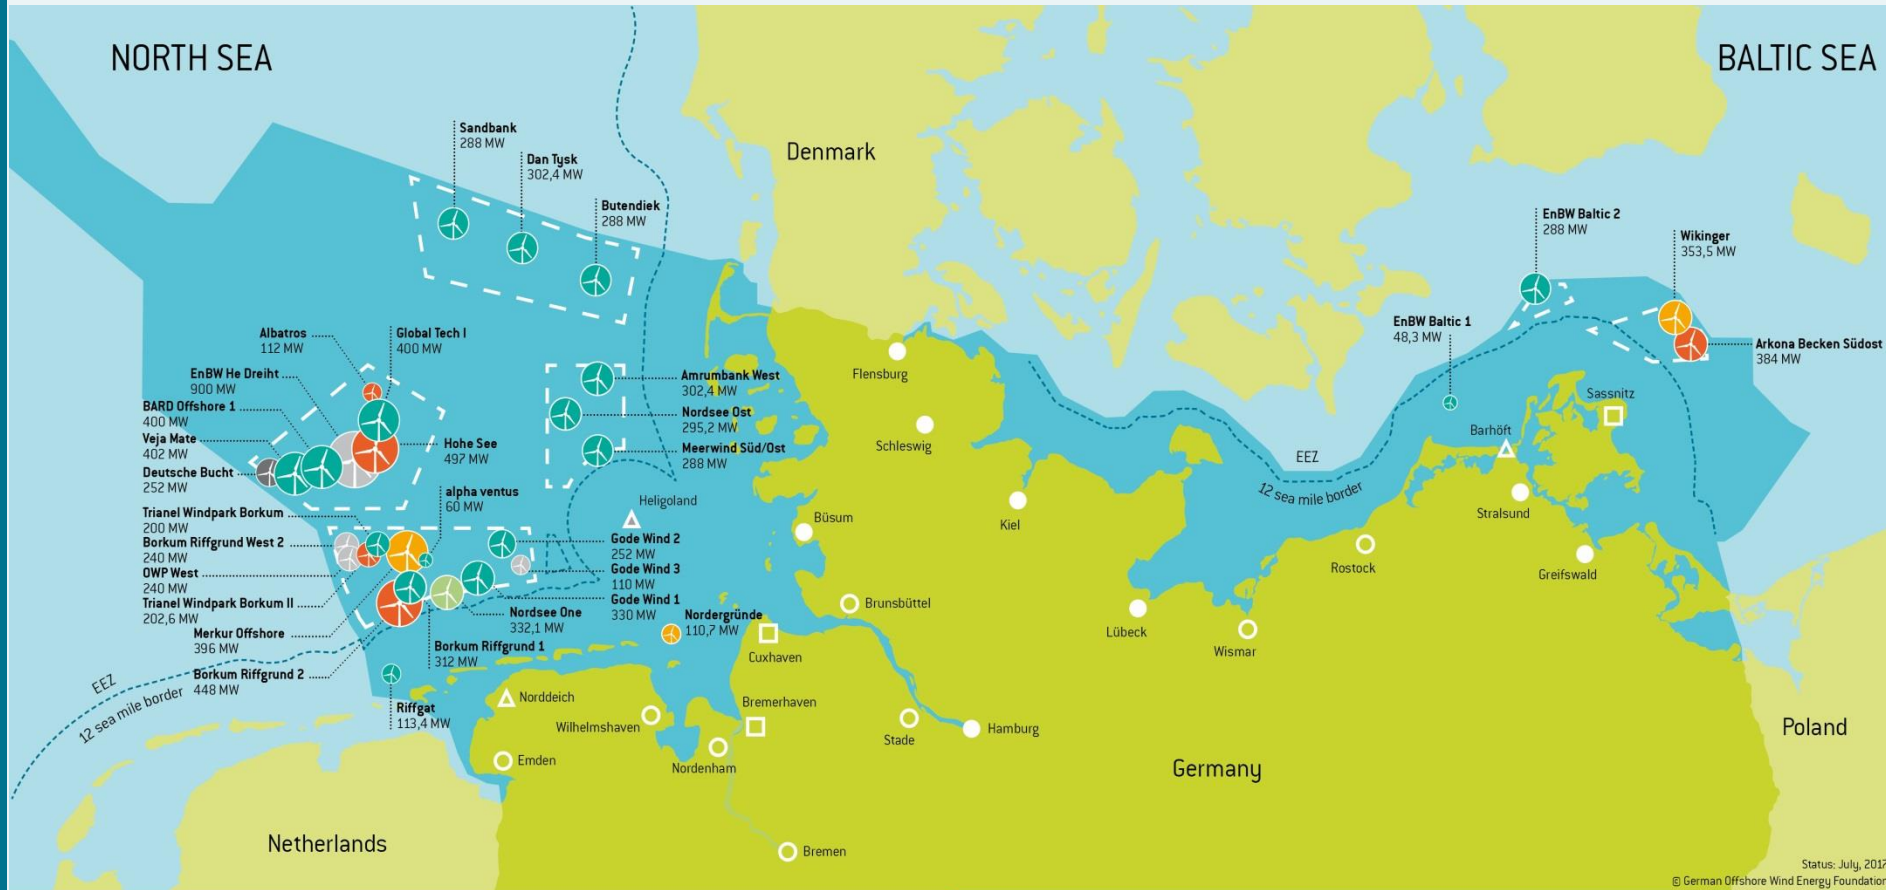 NORTH SEA
BALTIC SEA
Sandbank
288 MW
Dan Tysk
302,4 MW
Butendiek
288 MW
Denmark
EnBW Baltic 2
288 MW
Wikinger
353,5 MW
EnBW Baltic 1
48,3 MW
Arkona Becken Südost
384 MW
Albatros
112 MW
Global Tech I
400 MW
EnBW He Dreiht
900 MW
BARD Offshore 1
400 MW
Veja Mate
402 MW
Deutsche Bucht
252 MW
Hohe See
497 MW
Amrumbank West
302,4 MW
Nordsee Ost
295,2 MW
Meerwind Süd/Ost
288 MW
alpha ventus
60 MW
Trianel Windpark Borkum
200 MW
Borkum Riffgrund West 2
240 MW
OWP West
240 MW
Trianel Windpark Borkum II
202,6 MW
Merkur Offshore
396 MW
Borkum Riffgrund 2
448 MW
Gode Wind 2
252 MW
Gode Wind 3
110 MW
Gode Wind 1
330 MW
Nordsee One
332,1 MW
Borkum Riffgrund 1
312 MW
Nordergründe
110,7 MW
Riffgat
113,4 MW
Heligoland
Flensburg
Schleswig
Büsum
Kiel
Brunsbüttel
Cuxhaven
Bremerhaven
Norddeich
Wilhelmshaven
Emden
Nordenham
Stade
Hamburg
Bremen
Lübeck
Wismar
Rostock
Barhöft
Sassnitz
Stralsund
Greifswald
EEZ
12 sea mile border
EEZ
12 sea mile border
Netherlands
Germany
Poland
Status: July, 2017
© German Offshore Wind Energy Foundation